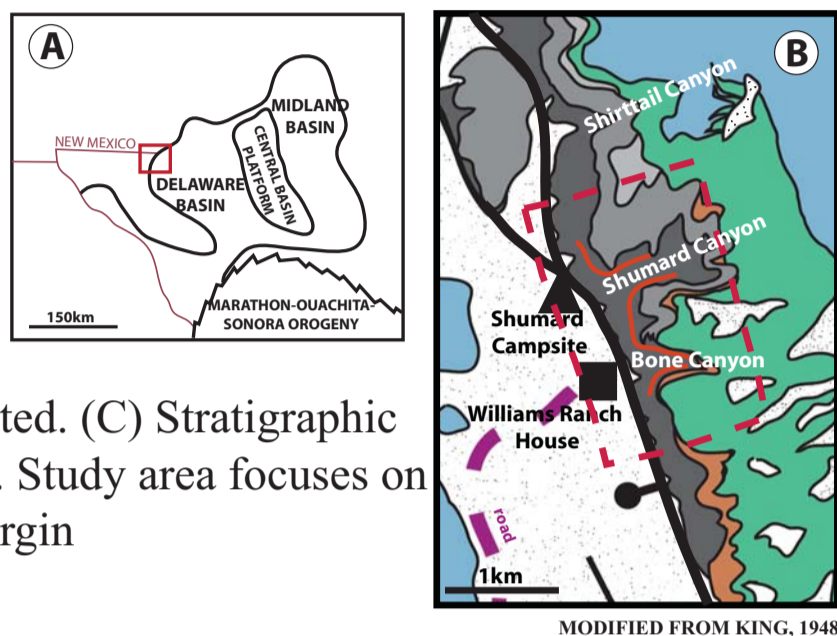 A
MIDLAND
BASIN
NEW MEXICO
CENTRAL BASIN
PLATFORM
DELAWARE
BASIN
150km
MARATHON-OUACHITA-
SONORA OROGENY
ted. (C) Stratigraphic
. Study area focuses on
rgin
B
Shirttail Canyon
Shumard Canyon
Shumard
Campsite
Bone Canyon
Williams Ranch
House
road
1km
MODIFIED FROM KING, 1948